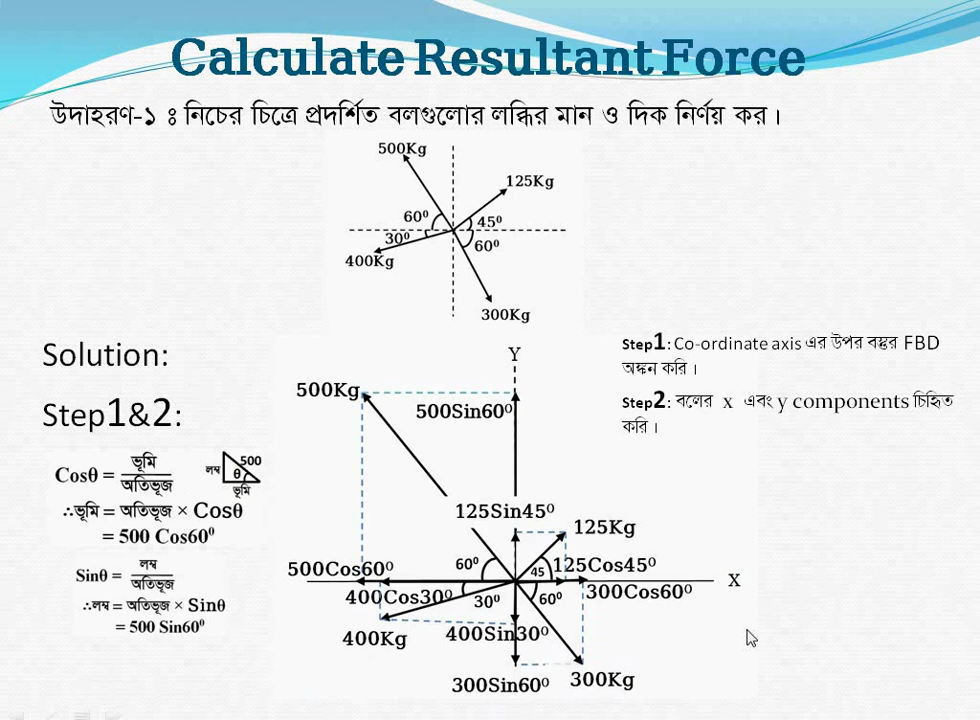 Calculate Resultant Force
উদাহরণ-১ ঃ নিচের চিত্রে প্রদর্শিত বলগুলোর লব্ধির মান ও দিক নির্ণয় কর।
500Kg
125Kg
60⁰
45⁰
30⁰
60⁰
400Kg
300Kg
Solution:
Step1&2:
Step1: Co-ordinate axis এর উপর বস্তুর FBD
অঙ্কন করি।
Step2: বলের x এবং y components চিহ্নিত
করি।
Cosθ = ভূমি
অতিভূজ
লম্ব
500
θ
ভূমি
∴ভূমি = অতিভূজ × Cosθ
= 500 Cos60⁰
Sinθ = লম্ব
অতিভূজ
∴লম্ব = অতিভূজ × Sinθ
= 500 Sin60⁰
Y
500Kg
500Sin60⁰
125Sin45⁰
125Kg
500Cos60⁰
60⁰
45
125Cos45⁰
X
400Cos30⁰
30⁰
60⁰
300Cos60⁰
400Kg
400Sin30⁰
300Sin60⁰
300Kg